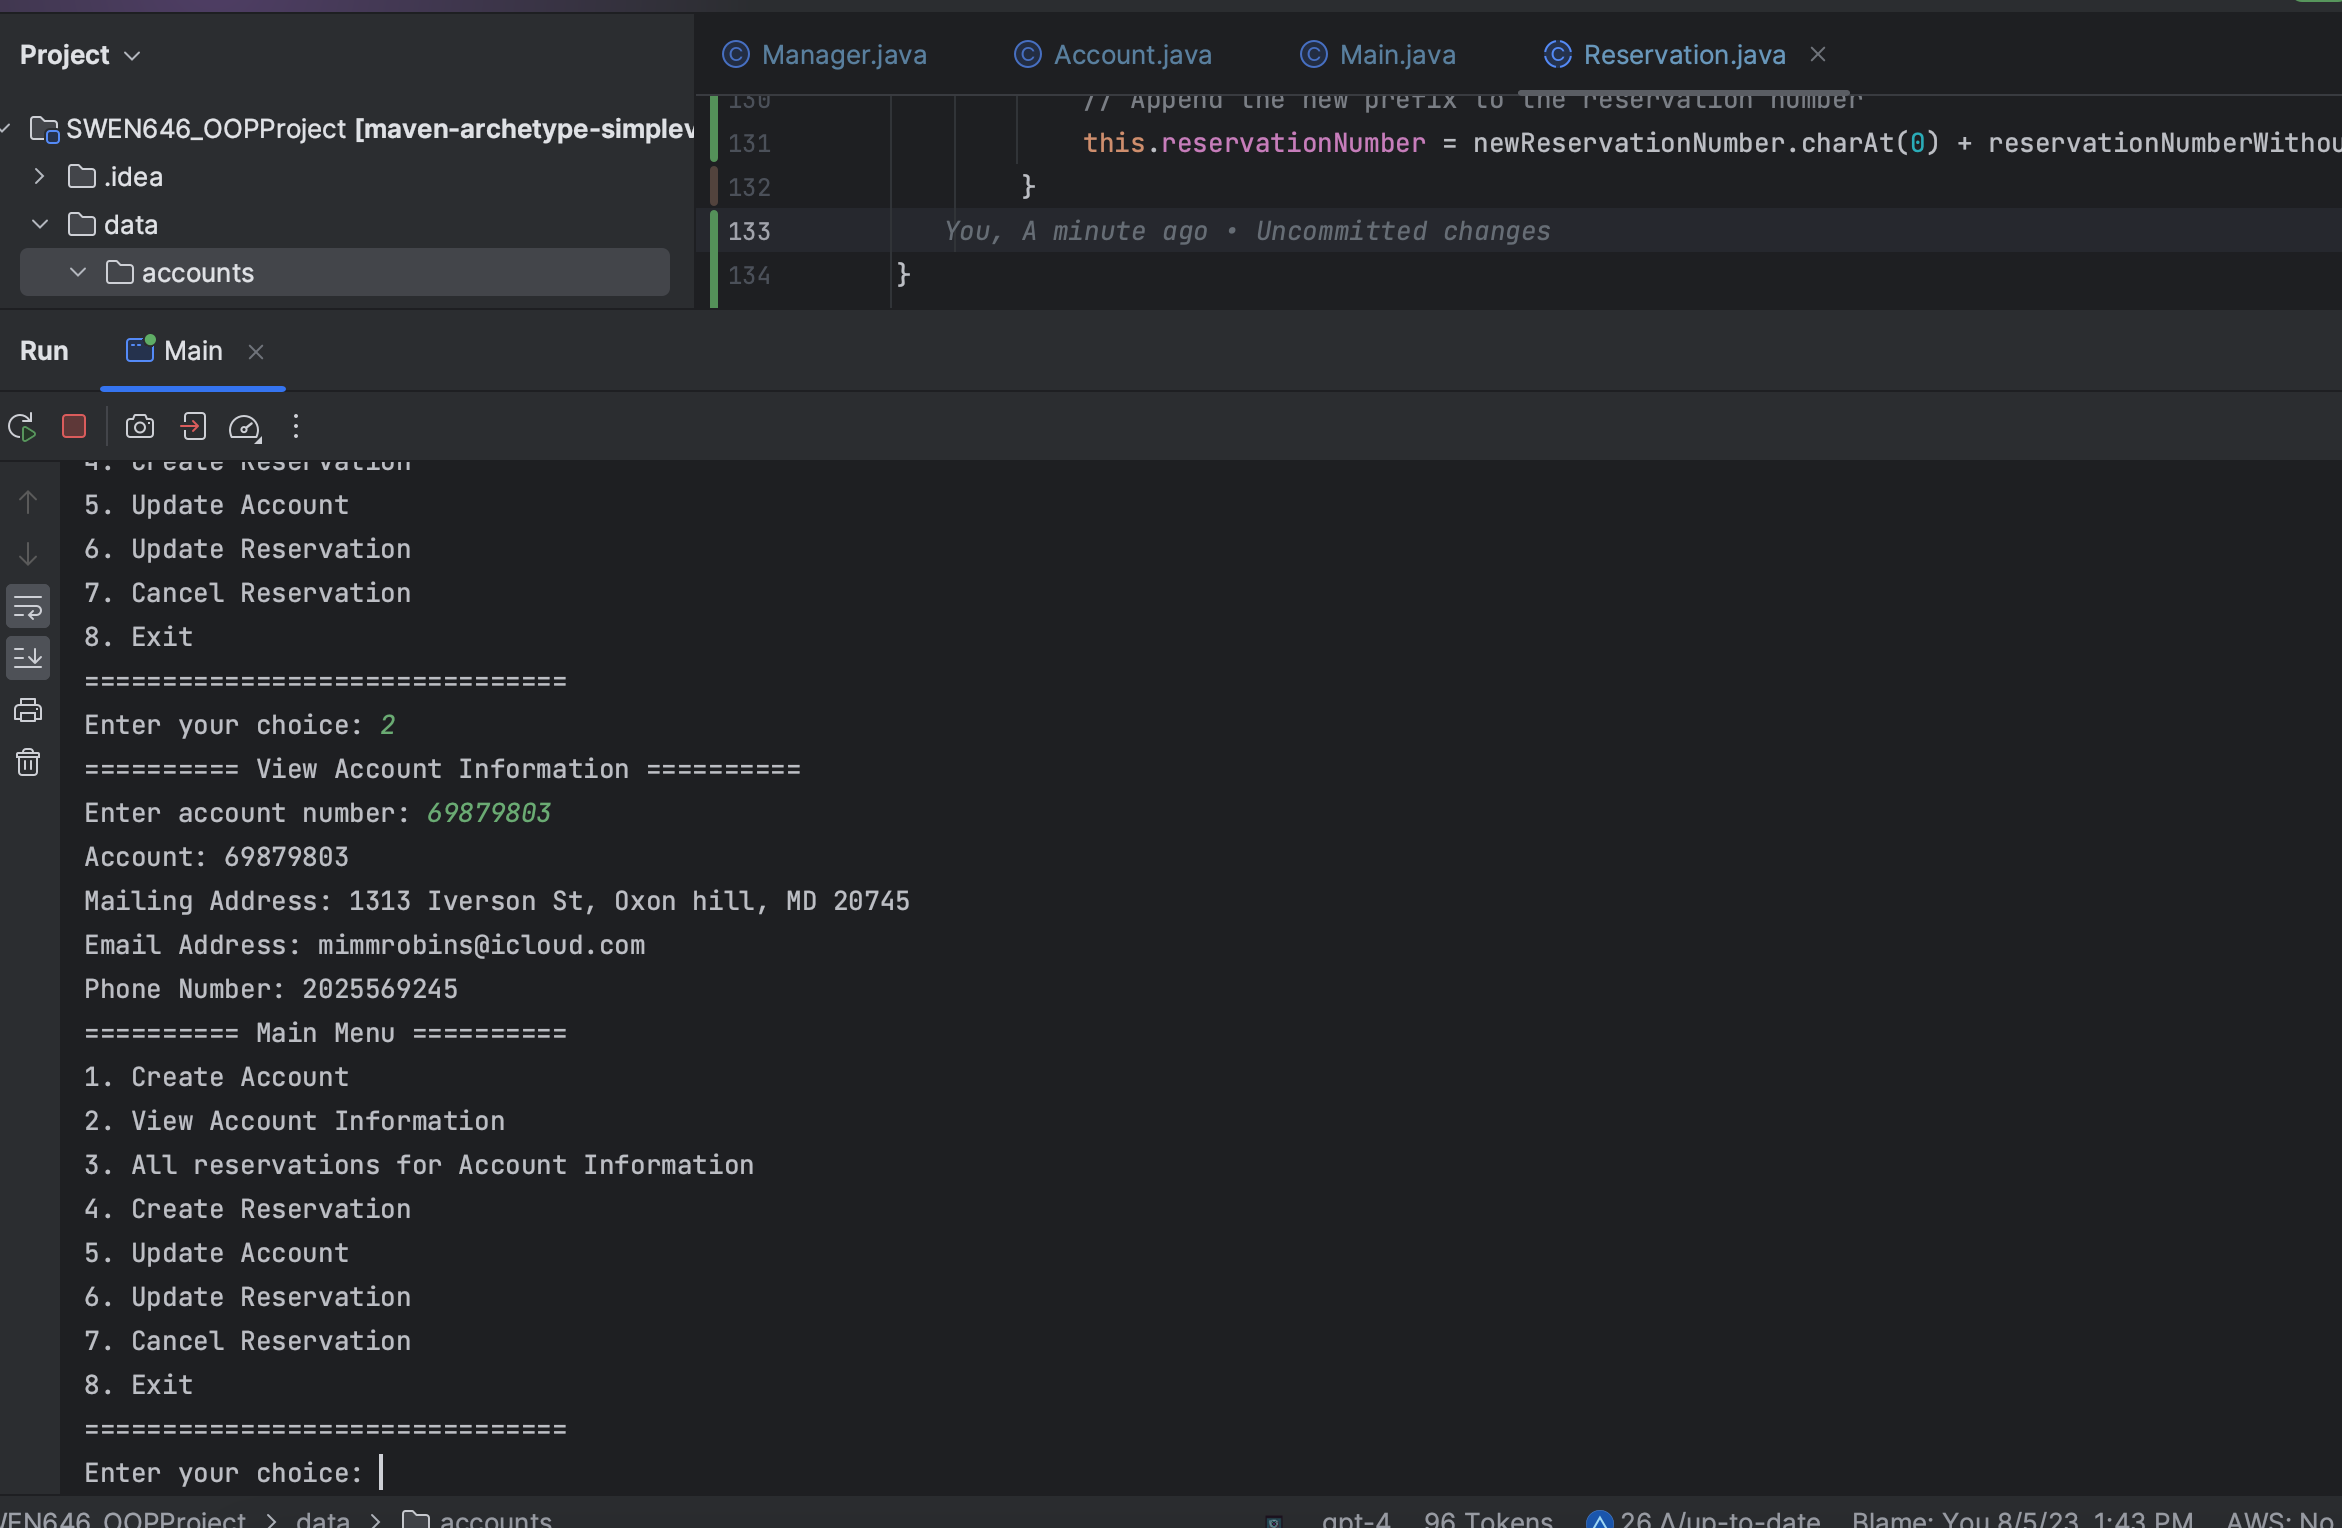 Project
Manager.java
Account.java
Main.java
Reservation.java
SWEN646_OOPProject [maven-archetype-simplev
.idea
data
accounts
130 // Append the new prefix to the reservation number
131 this.reservationNumber = newReservationNumber.charAt(0) + reservationNumberWithou
132 }
133 You, A minute ago • Uncommitted changes
134 }
Run
Main
4. Create Reservation
5. Update Account
6. Update Reservation
7. Cancel Reservation
8. Exit
===============================
Enter your choice: 2
========== View Account Information ==========
Enter account number: 69879803
Account: 69879803
Mailing Address: 1313 Iverson St, Oxon hill, MD 20745
Email Address: mimmrobins@icloud.com
Phone Number: 2025569245
========== Main Menu ==========
1. Create Account
2. View Account Information
3. All reservations for Account Information
4. Create Reservation
5. Update Account
6. Update Reservation
7. Cancel Reservation
8. Exit
===============================
Enter your choice:
WEN646_OOPProject > data > accounts
gpt-4 96 Tokens 26 Δ/up-to-date Blame: You 8/5/23, 1:43 PM AWS: No